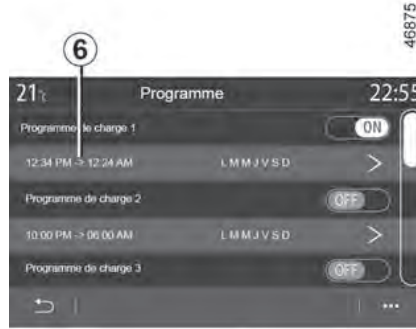 46875
6
21°c Programme 22:55
Programme de charge 1 ON
12:34 PM -> 12:24 AM L M M J V S D >
Programme de charge 2 OFF
10:00 PM -> 06:00 AM L M M J V S D >
Programme de charge 3 OFF
...